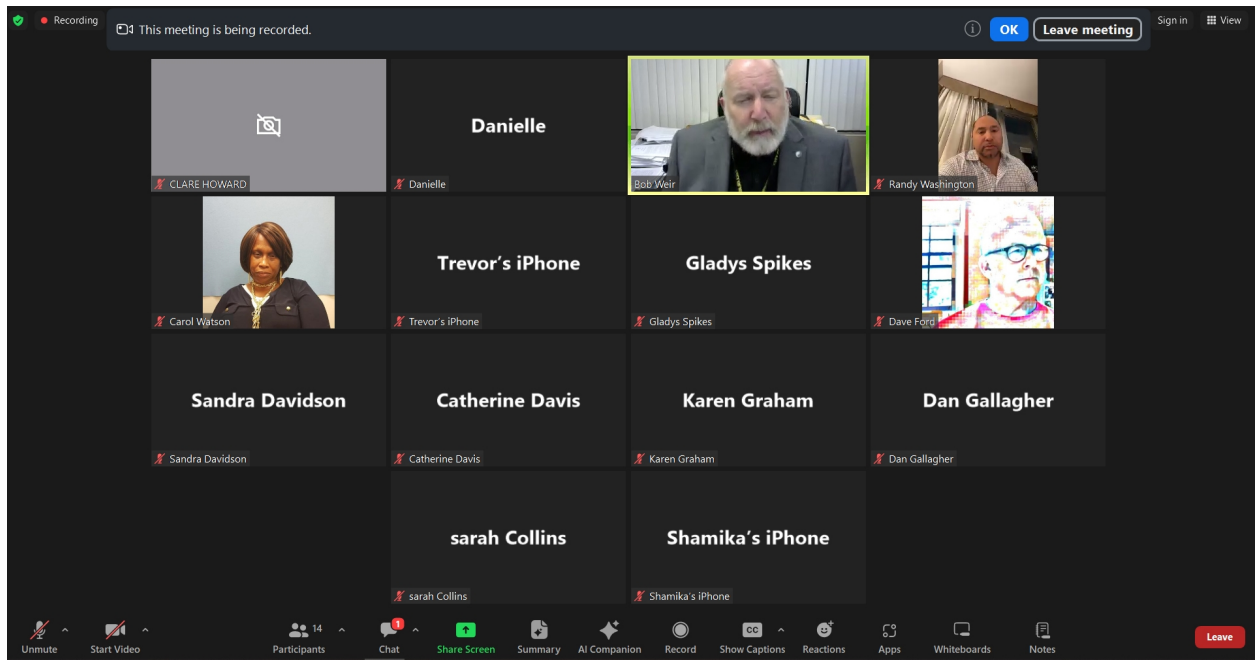 Recording
This meeting is being recorded.
OK
Leave meeting
Sign in
View
CLARE HOWARD
Danielle
Danielle
Bob Weir
Randy Washington
Carol Watson
Trevor's iPhone
Trevor's iPhone
Gladys Spikes
Gladys Spikes
Dave Ford
Sandra Davidson
Sandra Davidson
Catherine Davis
Catherine Davis
Karen Graham
Karen Graham
Dan Gallagher
Dan Gallagher
sarah Collins
sarah Collins
Shamika's iPhone
Shamika's iPhone
Unmute
Start Video
14
Participants
1
Chat
Share Screen
Summary
AI Companion
Record
CC
Show Captions
Reactions
Apps
Whiteboards
Notes
Leave